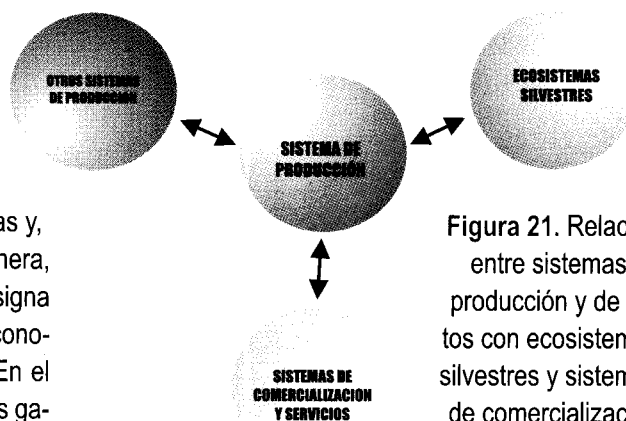 OTROS SISTEMAS
DE PRODUCCIÓN
ECOSISTEMAS
SILVESTRES
SISTEMA DE
PRODUCCIÓN
SISTEMAS DE
COMERCIALIZACION
Y SERVICIOS
as y,
nera,
signa
cono-
En el
s ga-
Figura 21. Relac
entre sistemas
producción y de
tos con ecosistem
silvestres y sistem
de comercializac